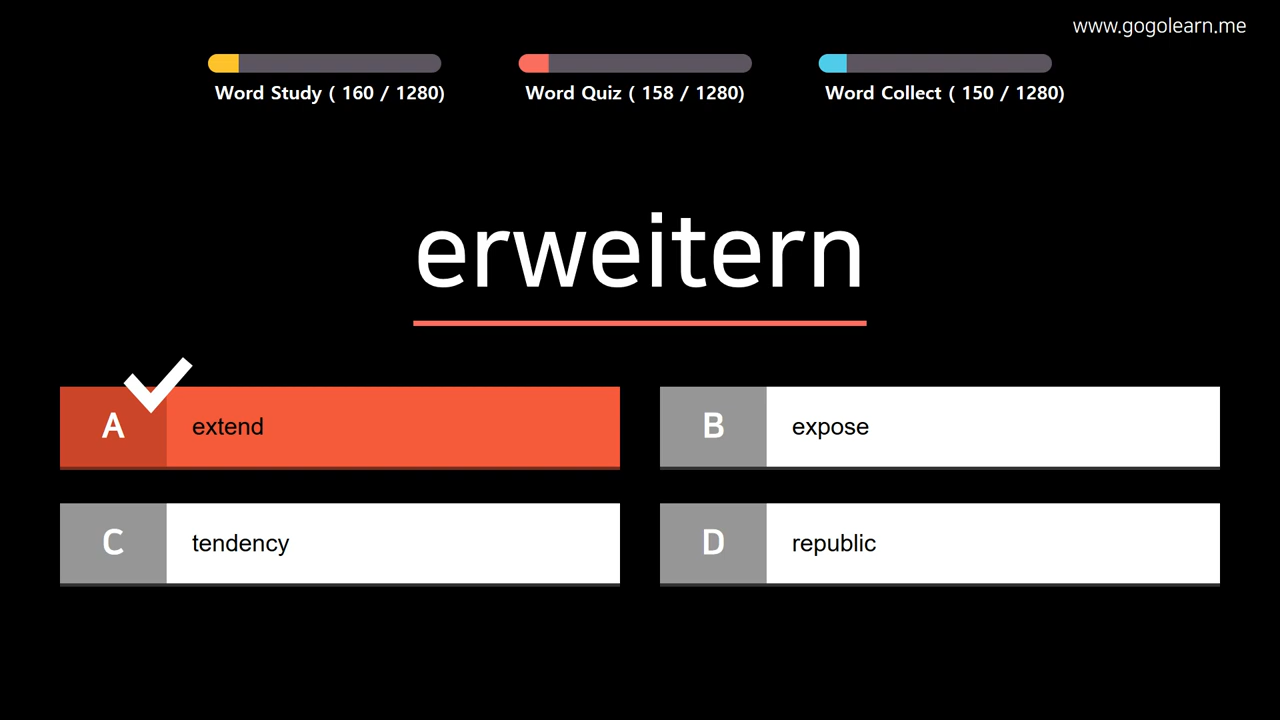 www.gogolearn.me
Word Study ( 160 / 1280)
Word Quiz ( 158 / 1280)
Word Collect ( 150 / 1280)
erweitern
A extend
B expose
C tendency
D republic